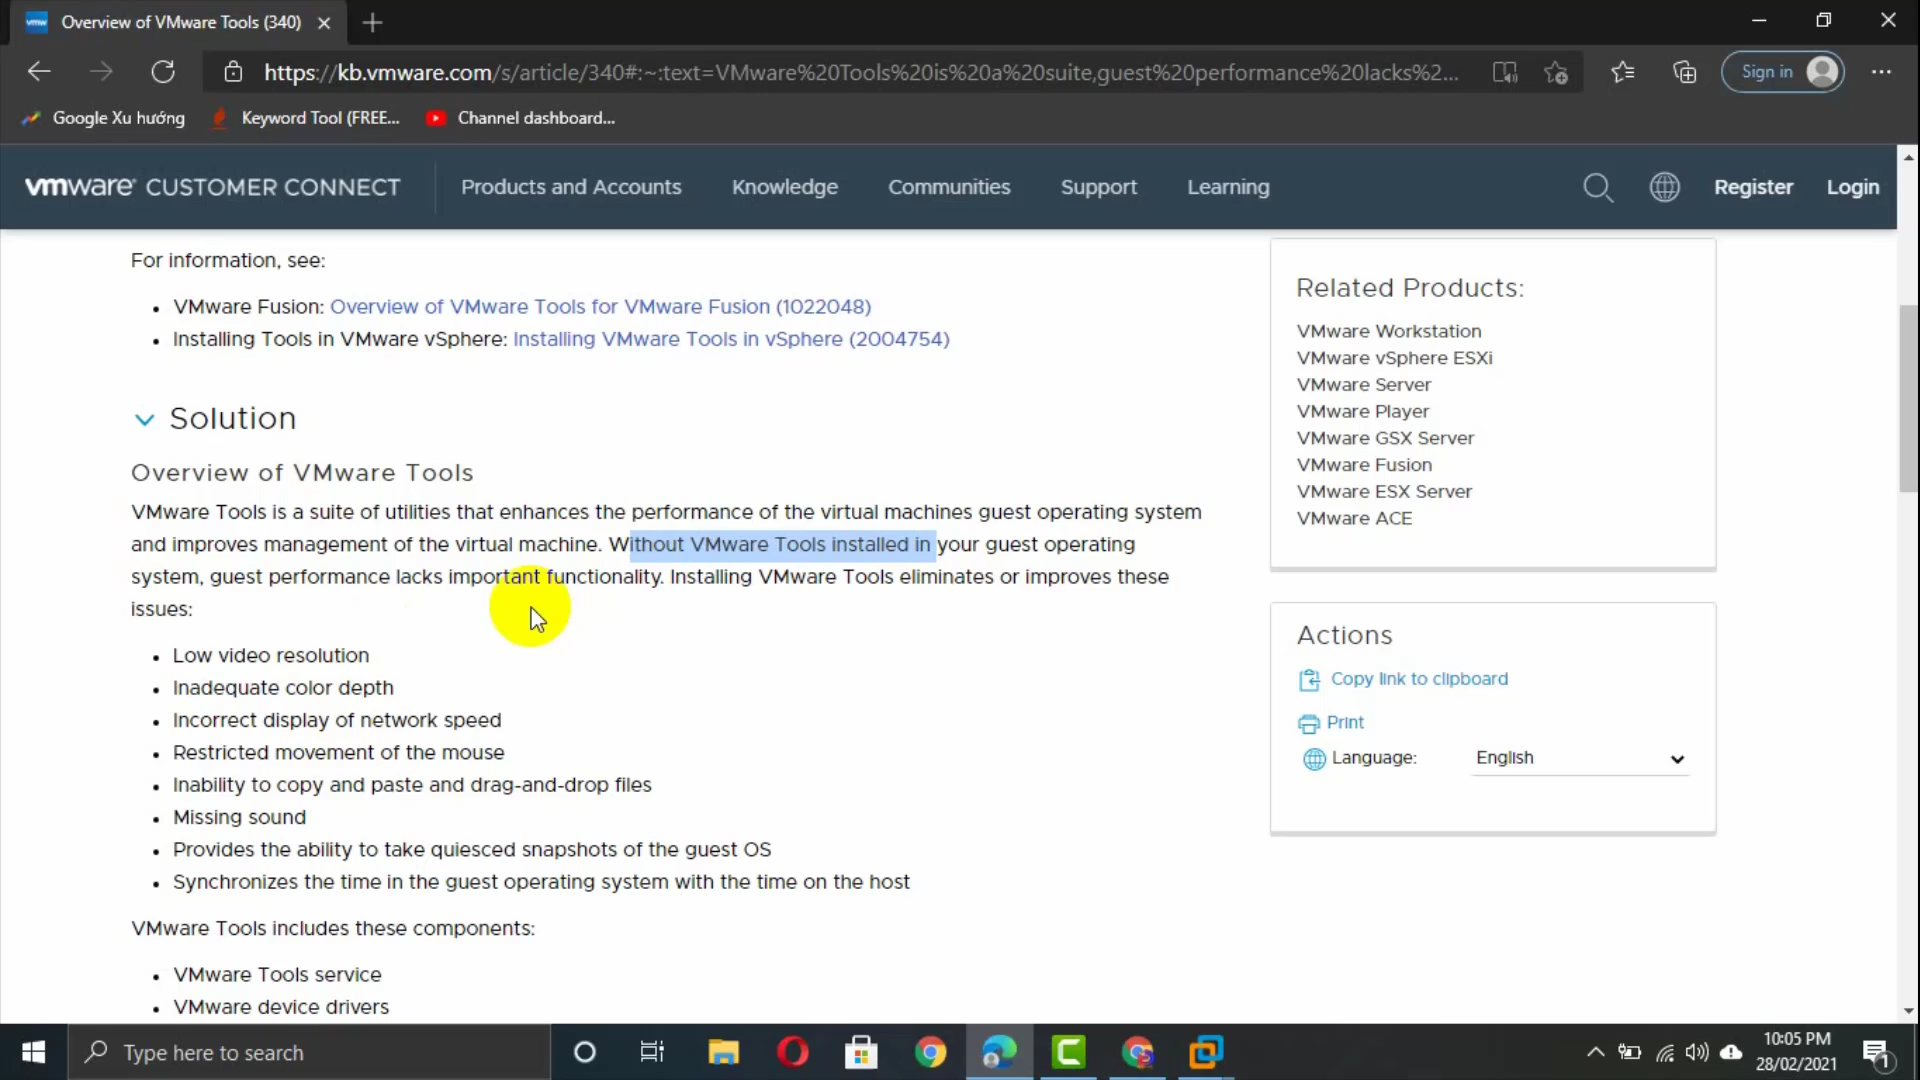 Overview of VMware Tools (340)
https://kb.vmware.com/s/article/340#:~:text=VMware%20Tools%20is%20a%20suite,guest%20performance%20lacks%2...
Sign in
Google Xu hướng
Keyword Tool (FREE...
Channel dashboard...
vmware CUSTOMER CONNECT
Products and Accounts
Knowledge
Communities
Support
Learning
Register
Login
For information, see:
• VMware Fusion: Overview of VMware Tools for VMware Fusion (1022048)
• Installing Tools in VMware vSphere: Installing VMware Tools in vSphere (2004754)
Solution
Overview of VMware Tools
VMware Tools is a suite of utilities that enhances the performance of the virtual machines guest operating system
and improves management of the virtual machine. Without VMware Tools installed in your guest operating
system, guest performance lacks important functionality. Installing VMware Tools eliminates or improves these
issues:
• Low video resolution
• Inadequate color depth
• Incorrect display of network speed
• Restricted movement of the mouse
• Inability to copy and paste and drag-and-drop files
• Missing sound
• Provides the ability to take quiesced snapshots of the guest OS
• Synchronizes the time in the guest operating system with the time on the host
VMware Tools includes these components:
• VMware Tools service
• VMware device drivers
Related Products:
VMware Workstation
VMware vSphere ESXi
VMware Server
VMware Player
VMware GSX Server
VMware Fusion
VMware ESX Server
VMware ACE
Actions
Copy link to clipboard
Print
Language:
English
Type here to search
10:05 PM
28/02/2021
1